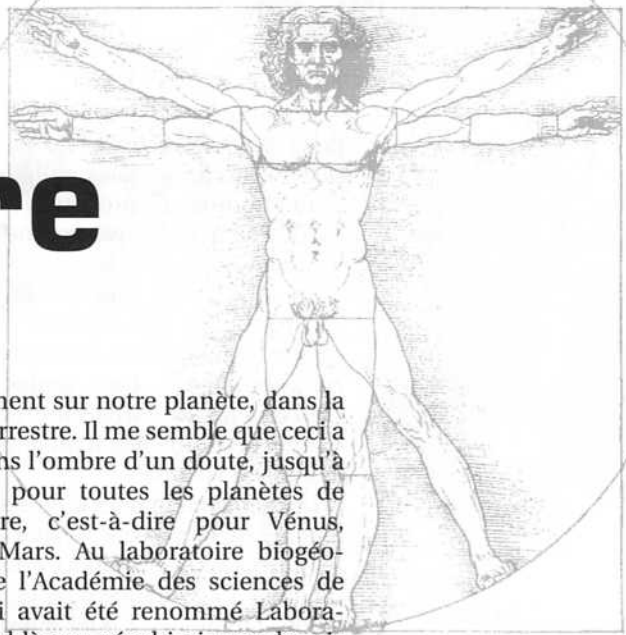 re
ment sur notre planète, dans la
rrestre. Il me semble que ceci a
ns l'ombre d'un doute, jusqu'à
pour toutes les planètes de
re, c'est-à-dire pour Vénus,
Mars. Au laboratoire biogéo-
e l'Académie des sciences de
i avait été renommé Labora-